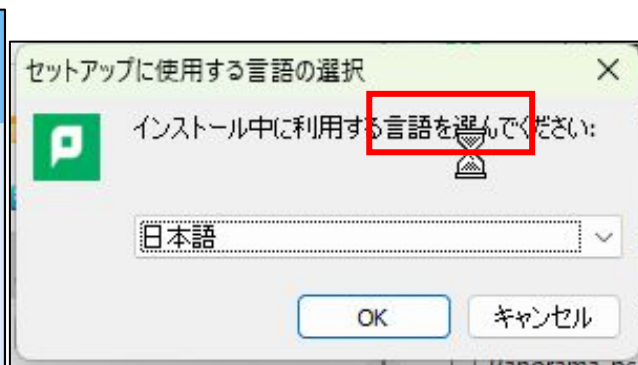 セットアップに使用する言語の選択
インストール中に利用する言語を選んでください:
日本語
OK
キャンセル